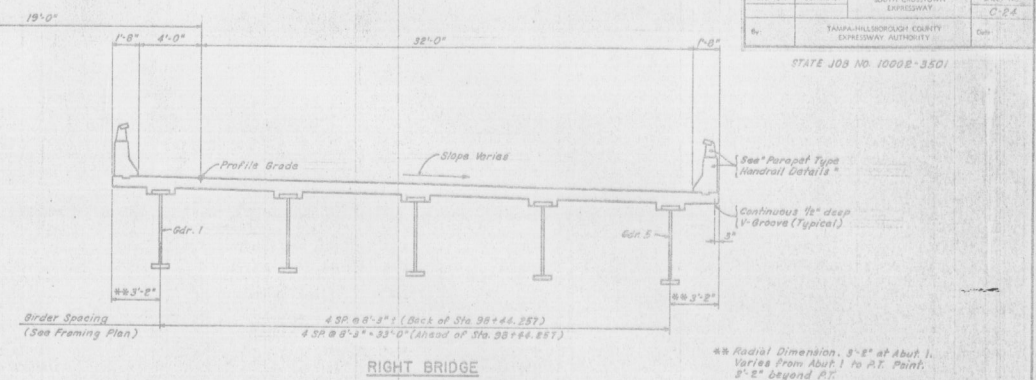 EXPRESSWAY
C-24
By:
TAMPA-HILLSBOROUGH COUNTY
EXPRESSWAY AUTHORITY
Date
STATE JOB NO. 10002-3501
19'-0"
1'-8" 4'-0" 32'-0" 1'-8"
Profile Grade
Slope Varies
See "Parapet Type
Handrail Details"
Continuous 1/2" deep
V-Groove (Typical)
3"
Gdr. 1
Gdr. 5
**3'-2"
**3'-2"
Girder Spacing
(See Framing Plan)
4 SP. @ 8'-3" ± (Back of Sta. 98+44.257)
4 SP. @ 8'-3" = 33'-0" (Ahead of Sta. 98+44.257)
RIGHT BRIDGE
** Radial Dimension. 3'-2" at Abut. 1.
Varies From Abut. 1 to P.T. Point.
3'-2" beyond P.T.